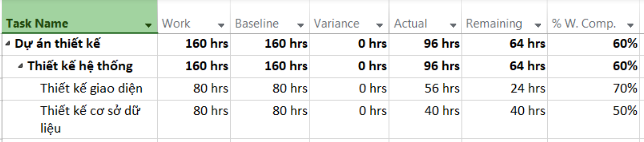 Task Name Work Baseline Variance Actual Remaining % W. Comp.
Dự án thiết kế 160 hrs 160 hrs 0 hrs 96 hrs 64 hrs 60%
Thiết kế hệ thống 160 hrs 160 hrs 0 hrs 96 hrs 64 hrs 60%
Thiết kế giao diện 80 hrs 80 hrs 0 hrs 56 hrs 24 hrs 70%
Thiết kế cơ sở dữ 80 hrs 80 hrs 0 hrs 40 hrs 40 hrs 50%
liệu